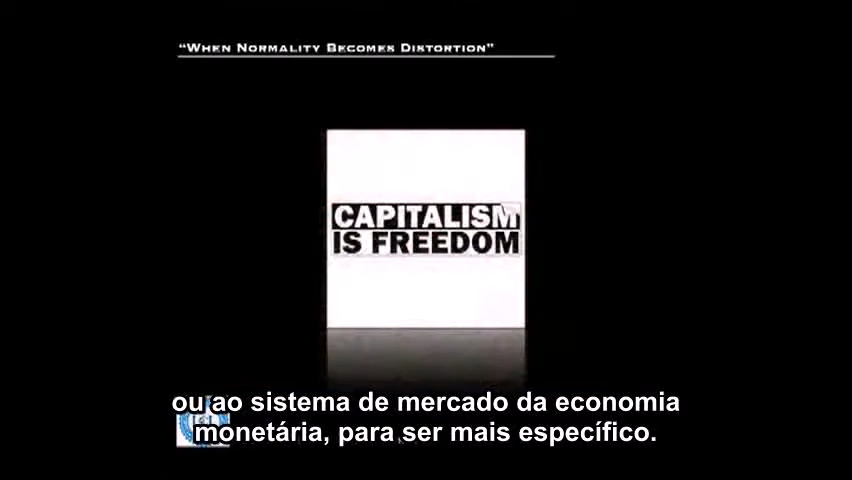 "When Normality Becomes Distortion"
CAPITALISM
IS FREEDOM
ou ao sistema de mercado da economia
monetária, para ser mais específico.